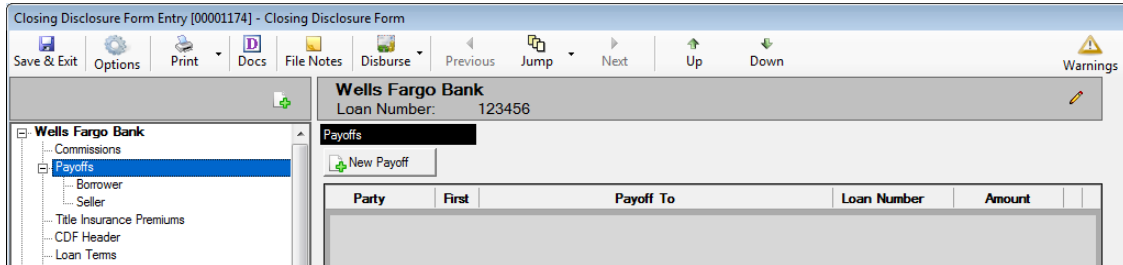 Closing Disclosure Form Entry [00001174] - Closing Disclosure Form
Save & Exit Options Print Docs File Notes Disburse Previous Jump Next Up Down Warnings
Wells Fargo Bank
Loan Number: 123456
Wells Fargo Bank
Commissions
Payoffs
Borrower
Seller
Title Insurance Premiums
CDF Header
Loan Terms
Payoffs
New Payoff
Party First Payoff To Loan Number Amount